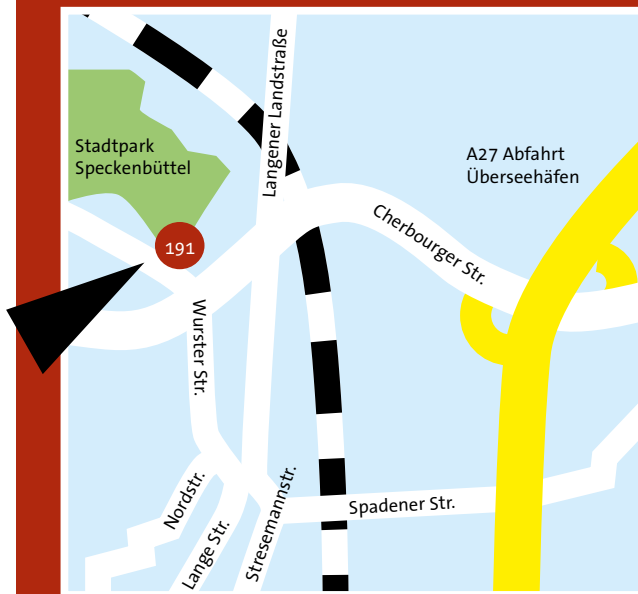 Langener Landstraße
Stadtpark
Speckenbüttel
A27 Abfahrt
Überseehäfen
Cherbourger Str.
191
Wurster Str.
Nordstr.
Lange Str.
Stresemannstr.
Spadener Str.